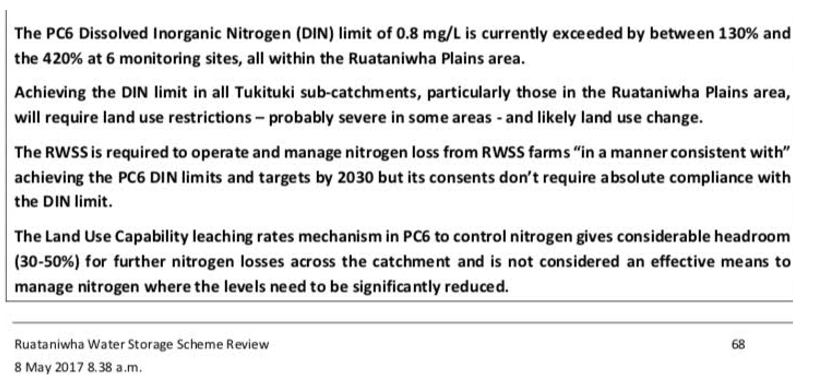 The PC6 Dissolved Inorganic Nitrogen (DIN) limit of 0.8 mg/L is currently exceeded by between 130% and
the 420% at 6 monitoring sites, all within the Ruataniwha Plains area.
Achieving the DIN limit in all Tukituki sub-catchments, particularly those in the Ruataniwha Plains area,
will require land use restrictions – probably severe in some areas - and likely land use change.
The RWSS is required to operate and manage nitrogen loss from RWSS farms “in a manner consistent with”
achieving the PC6 DIN limits and targets by 2030 but its consents don’t require absolute compliance with
the DIN limit.
The Land Use Capability leaching rates mechanism in PC6 to control nitrogen gives considerable headroom
(30-50%) for further nitrogen losses across the catchment and is not considered an effective means to
manage nitrogen where the levels need to be significantly reduced.
Ruataniwha Water Storage Scheme Review 68
8 May 2017 8.38 a.m.